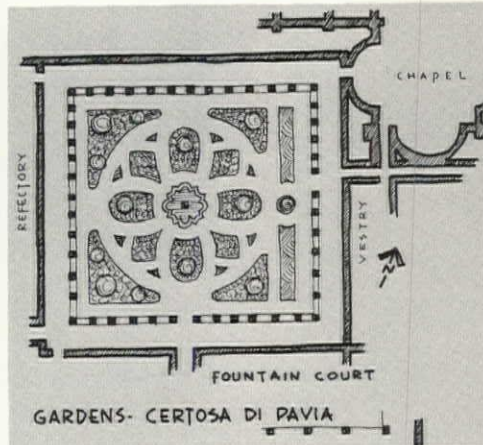 CHAPEL
REFECTORY
VESTRY
N
FOUNTAIN COURT
GARDENS- CERTOSA DI PAVIA